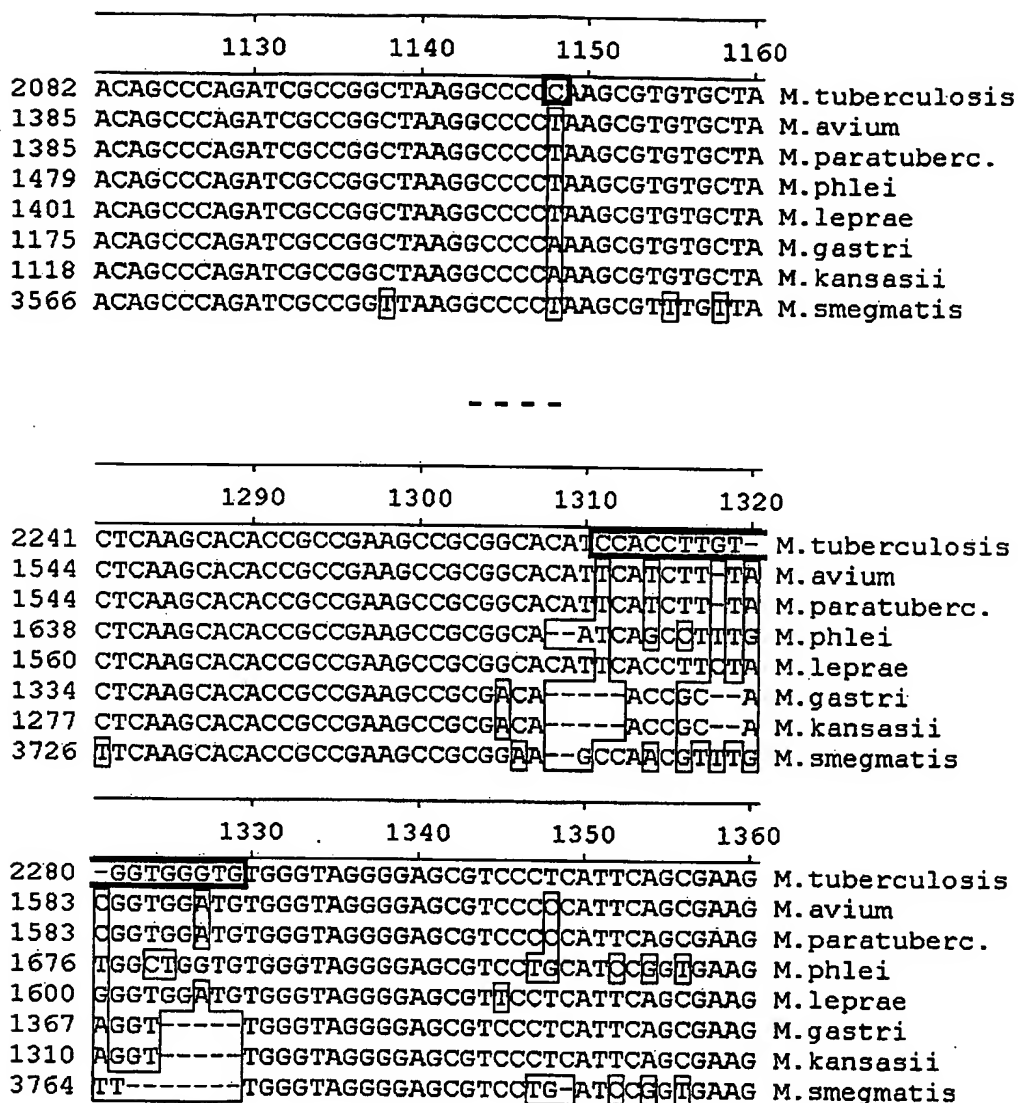 1130 1140 1150 1160
2082 ACAGCCCAGATCGCCGGCTAAGGCCCCCAAGCGTGTGCTA M.tuberculosis
1385 ACAGCCCAGATCGCCGGCTAAGGCCCCTAAGCGTGTGCTA M.avium
1385 ACAGCCCAGATCGCCGGCTAAGGCCCCTAAGCGTGTGCTA M.paratuberc.
1479 ACAGCCCAGATCGCCGGCTAAGGCCCCTAAGCGTGTGCTA M.phlei
1401 ACAGCCCAGATCGCCGGCTAAGGCCCCTAAGCGTGTGCTA M.leprae
1175 ACAGCCCAGATCGCCGGCTAAGGCCCCAAAGCGTGTGCTA M.gastri
1118 ACAGCCCAGATCGCCGGCTAAGGCCCCAAAGCGTGTGCTA M.kansasii
3566 ACAGCCCAGATCGCCGGTTAAGGCCCCTAAGCGTTTGTTA M.smegmatis
- - - -
1290 1300 1310 1320
2241 CTCAAGCACACCGCCGAAGCCGCGGCACATCCACCTTGT- M.tuberculosis
1544 CTCAAGCACACCGCCGAAGCCGCGGCACATTCATCTT-TA M.avium
1544 CTCAAGCACACCGCCGAAGCCGCGGCACATTCATCTT-TA M.paratuberc.
1638 CTCAAGCACACCGCCGAAGCCGCGGCA--ATCAGCCTTTG M.phlei
1560 CTCAAGCACACCGCCGAAGCCGCGGCACATTCACCTTCTA M.leprae
1334 CTCAAGCACACCGCCGAAGCCGCGACA-----ACCGC--A M.gastri
1277 CTCAAGCACACCGCCGAAGCCGCGACA-----ACCGC--A M.kansasii
3726 TTCAAGCACACCGCCGAAGCCGCGGAA--GCCAACGTTTG M.smegmatis
1330 1340 1350 1360
2280 -GGTGGGTGTGGGTAGGGGAGCGTCCCTCATTCAGCGAAG M.tuberculosis
1583 CGGTGGATGTGGGTAGGGGAGCGTCCCCCATTCAGCGAAG M.avium
1583 CGGTGGATGTGGGTAGGGGAGCGTCCCCCATTCAGCGAAG M.paratuberc.
1676 TGGCTGGTGTGGGTAGGGGAGCGTCCTGCATCCGGTGAAG M.phlei
1600 GGGTGGATGTGGGTAGGGGAGCGTTCCTCATTCAGCGAAG M.leprae
1367 AGGT-----TGGGTAGGGGAGCGTCCCTCATTCAGCGAAG M.gastri
1310 AGGT-----TGGGTAGGGGAGCGTCCCTCATTCAGCGAAG M.kansasii
3764 TT-------TGGGTAGGGGAGCGTCCTG-ATCCGGTGAAG M.smegmatis